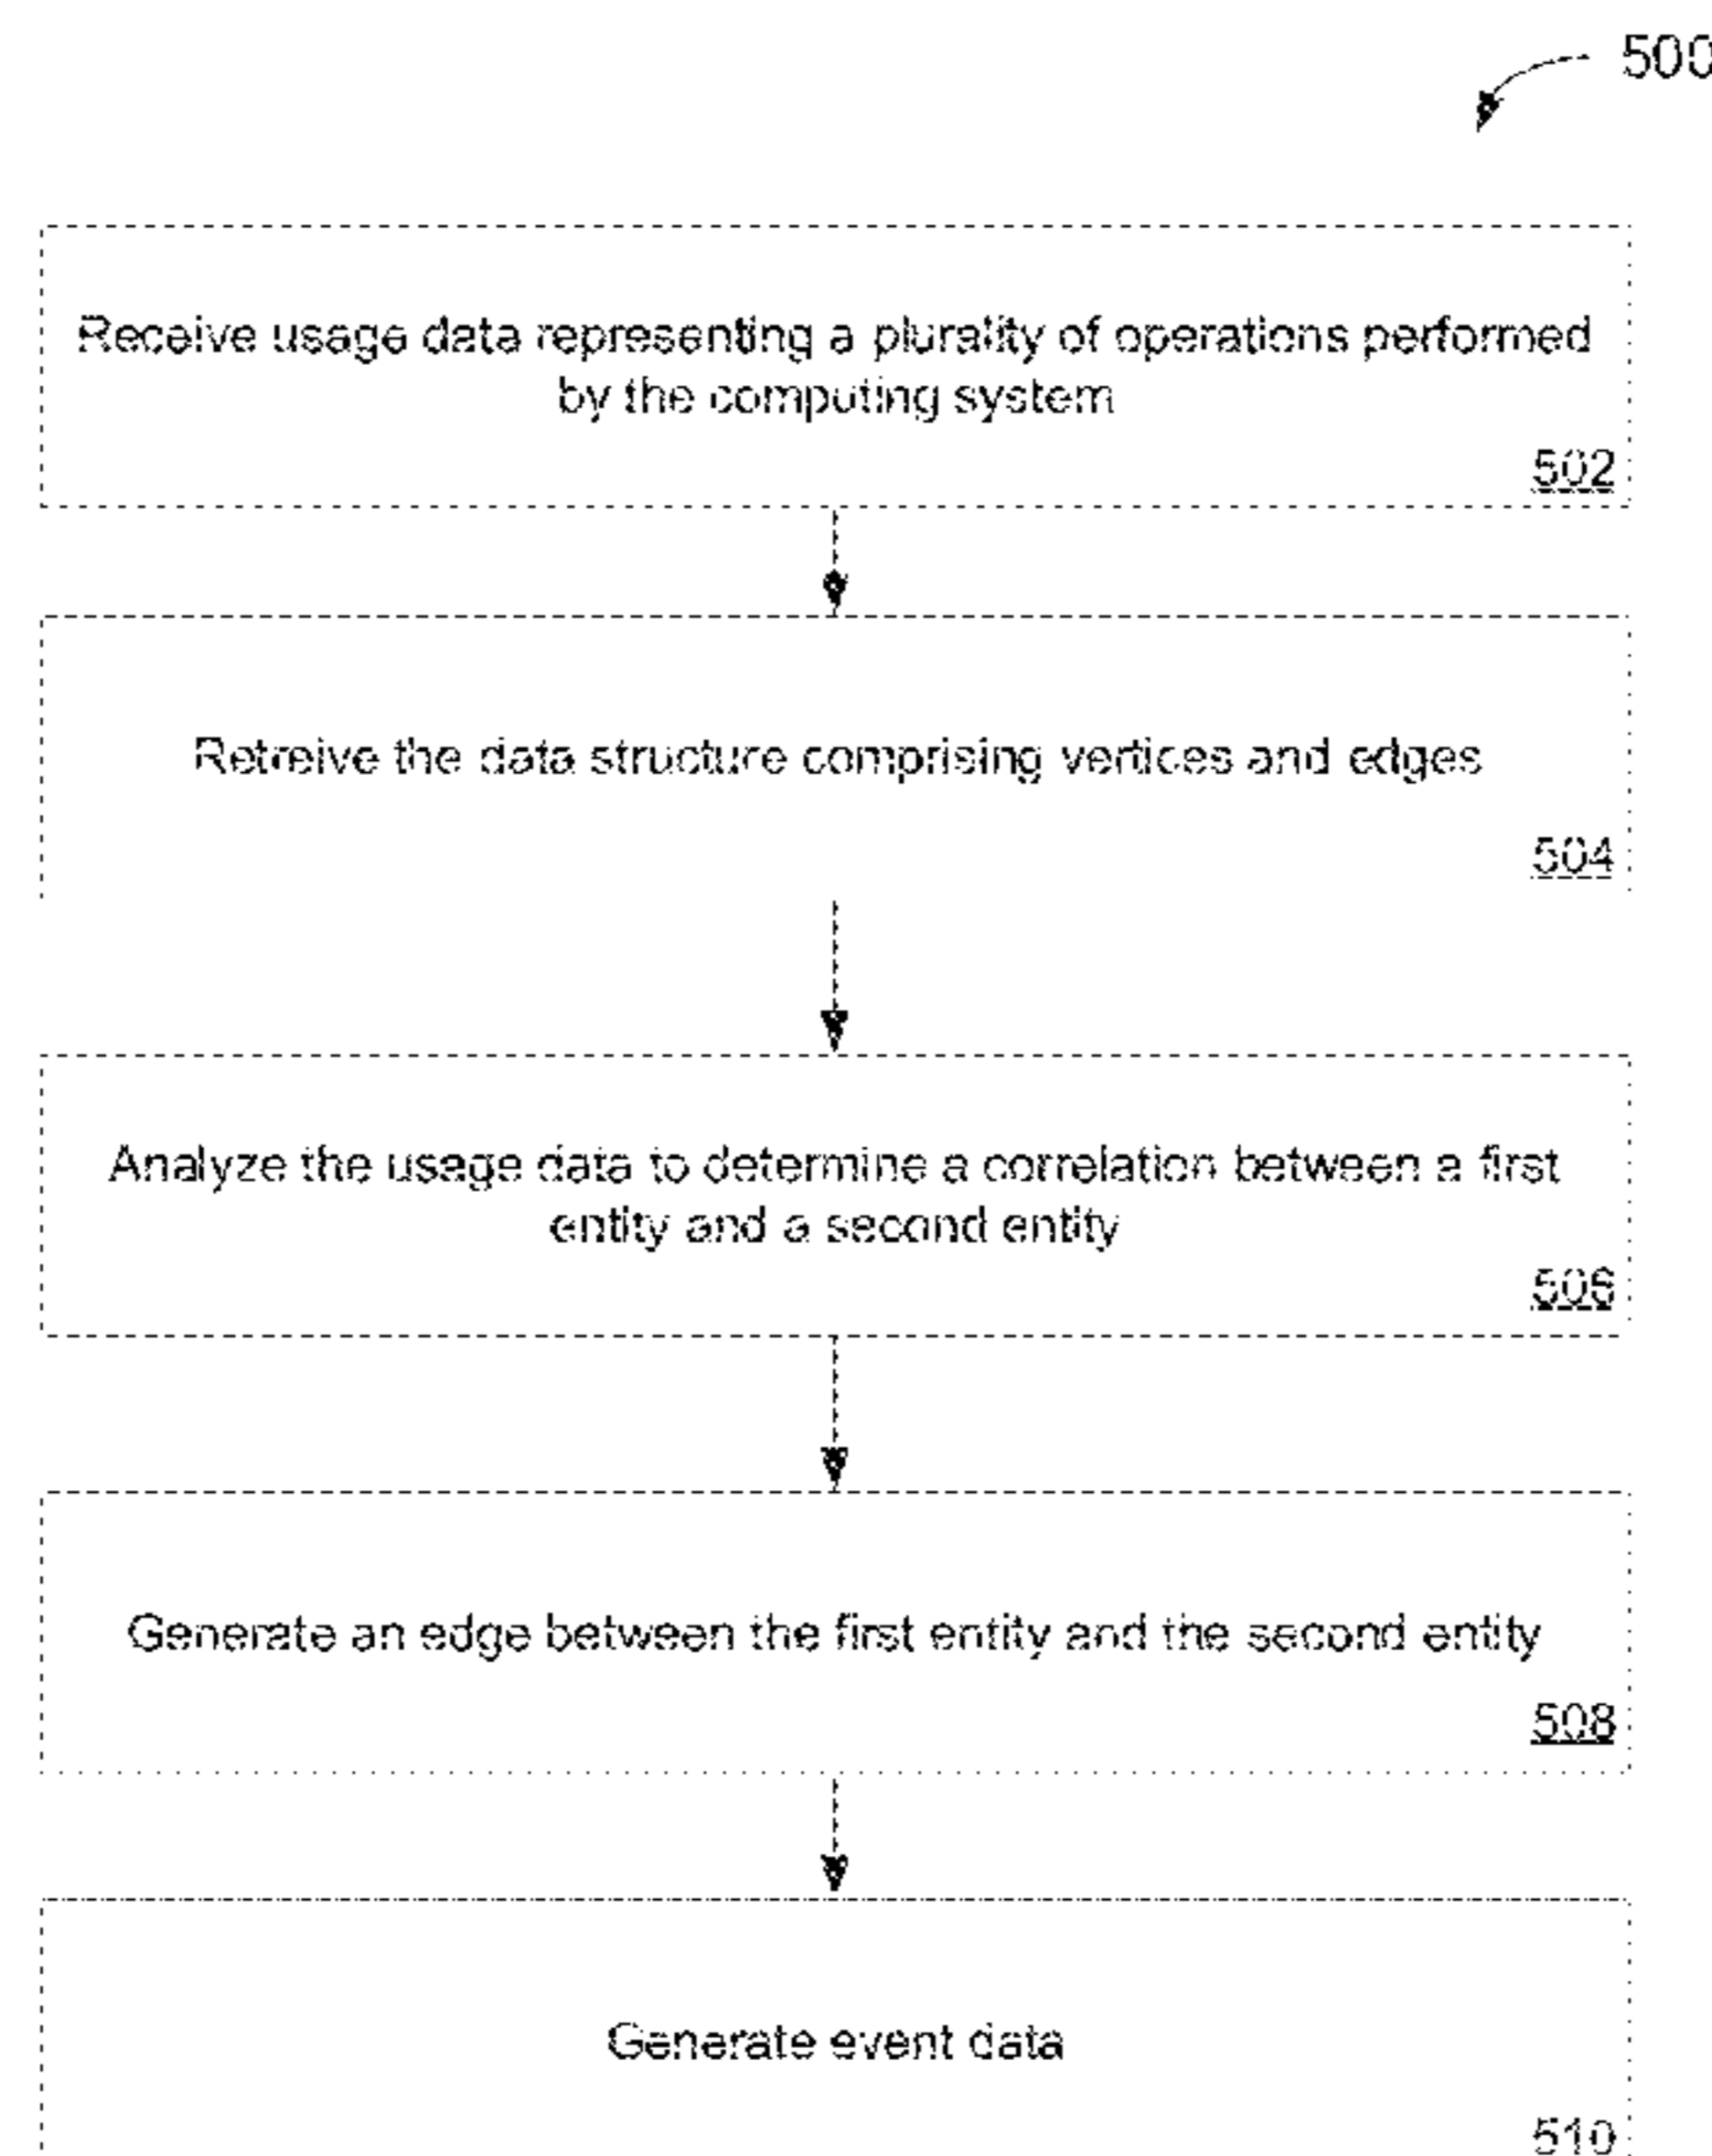 500
Receive usage data representing a plurality of operations performed
by the computing system
502
Retreive the data structure comprising vertices and edges
504
Analyze the usage data to determine a correlation between a first
entity and a second entity
506
Generate an edge between the first entity and the second entity
508
Generate event data
510